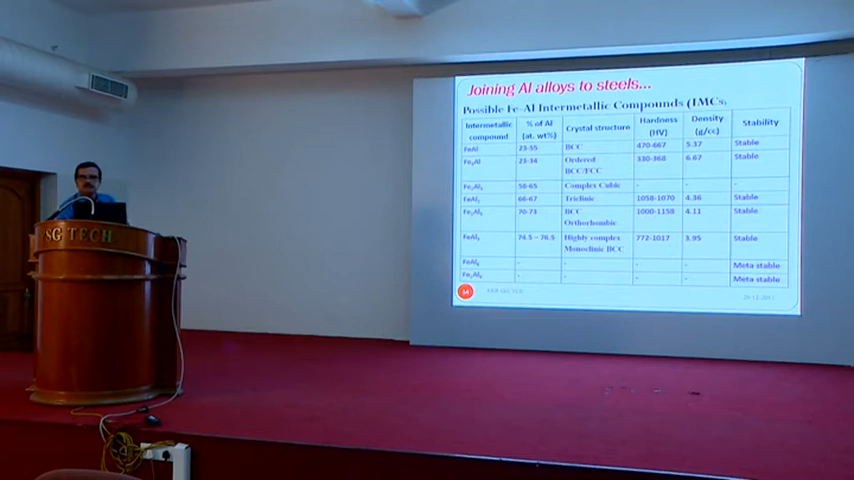 Joining Al alloys to steels...
Possible Fe-Al Intermetallic Compounds (IMCs)
Intermetallic compound % of Al (at. wt%) Crystal structure Hardness (HV) Density (g/cc) Stability
FeAl 23-55 BCC 470-667 5.37 Stable
Fe₃Al 23-34 Ordered BCC/FCC 330-368 6.67 Stable
58-65 Complex Cubic - - -
FeAl₂ 66-67 Triclinic 1058-1070 4.36 Stable
Fe₂Al₅ 70-73 BCC Orthorhombic 1000-1158 4.11 Stable
FeAl₃ 74.5 – 76.5 Highly complex Monoclinic BCC 772-1017 3.95 Stable
- - - - Meta stable
- - - - Meta stable
14
SG TECH